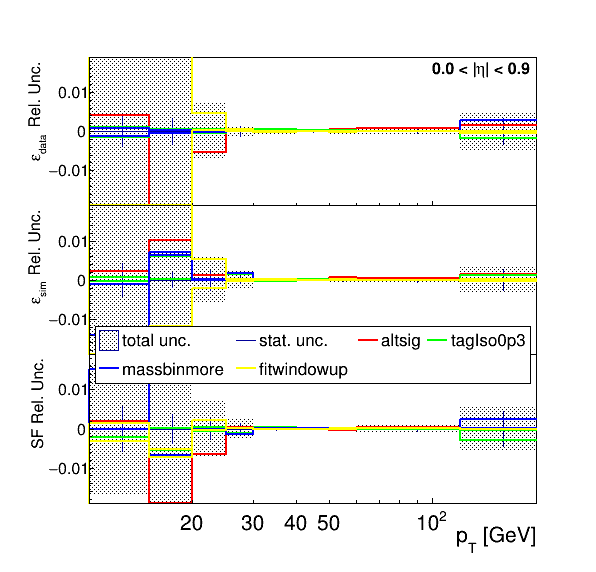 0.0 < |η| < 0.9
ε_data Rel. Unc.
0.01
0
−0.01
ε_sim Rel. Unc.
0.01
0
−0.01
total unc. stat. unc. altsig tagIso0p3
massbinmore fitwindowup
SF Rel. Unc.
0.01
0
−0.01
20 30 40 50 10²
p_T [GeV]